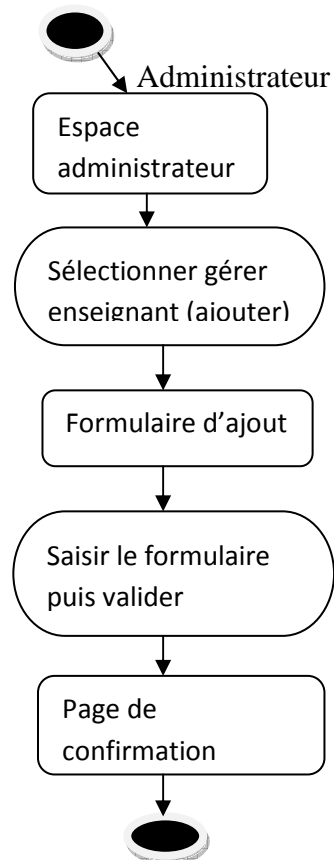 Administrateur
Espace
administrateur
Sélectionner gérer
enseignant (ajouter)
Formulaire d’ajout
Saisir le formulaire
puis valider
Page de
confirmation